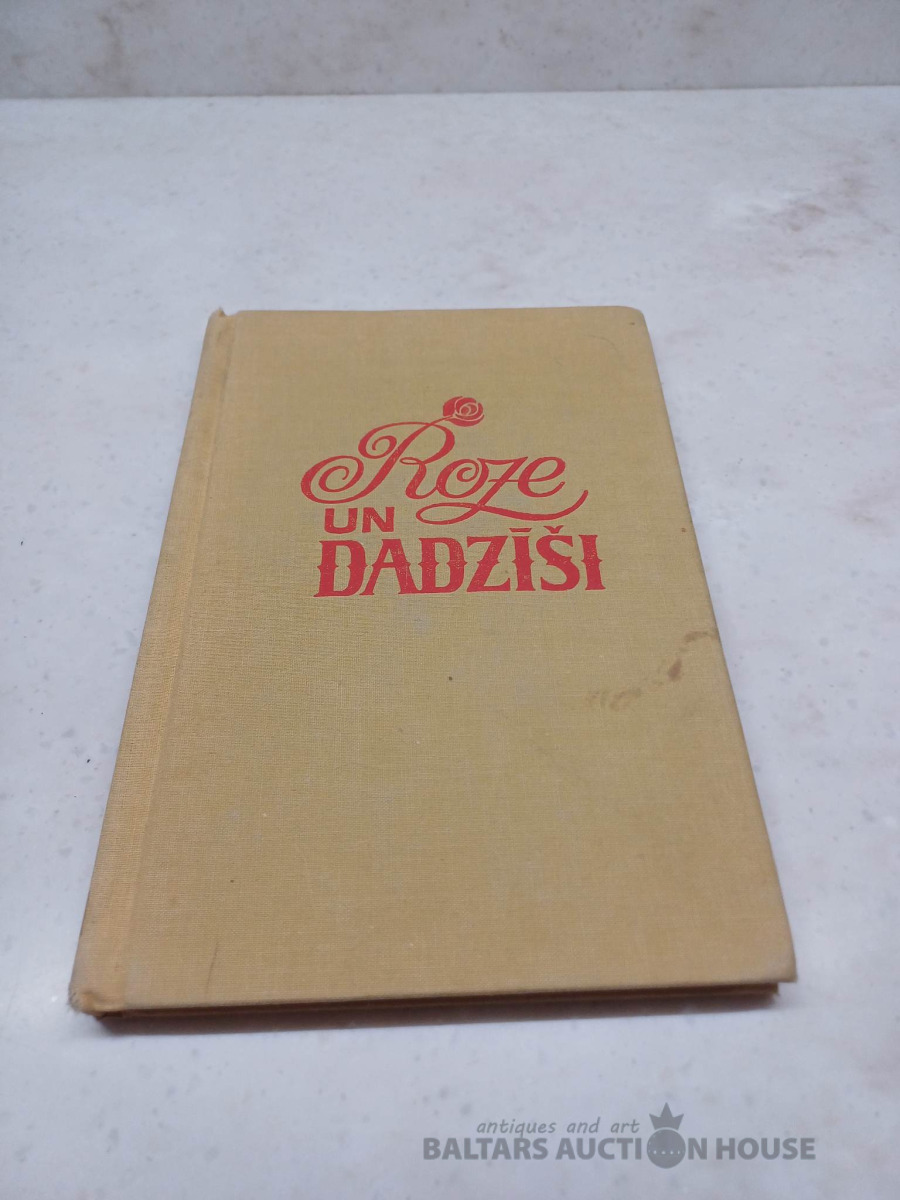 Roze
UN
DADZĪŠI
antiques and art
BALTARS AUCTION HOUSE